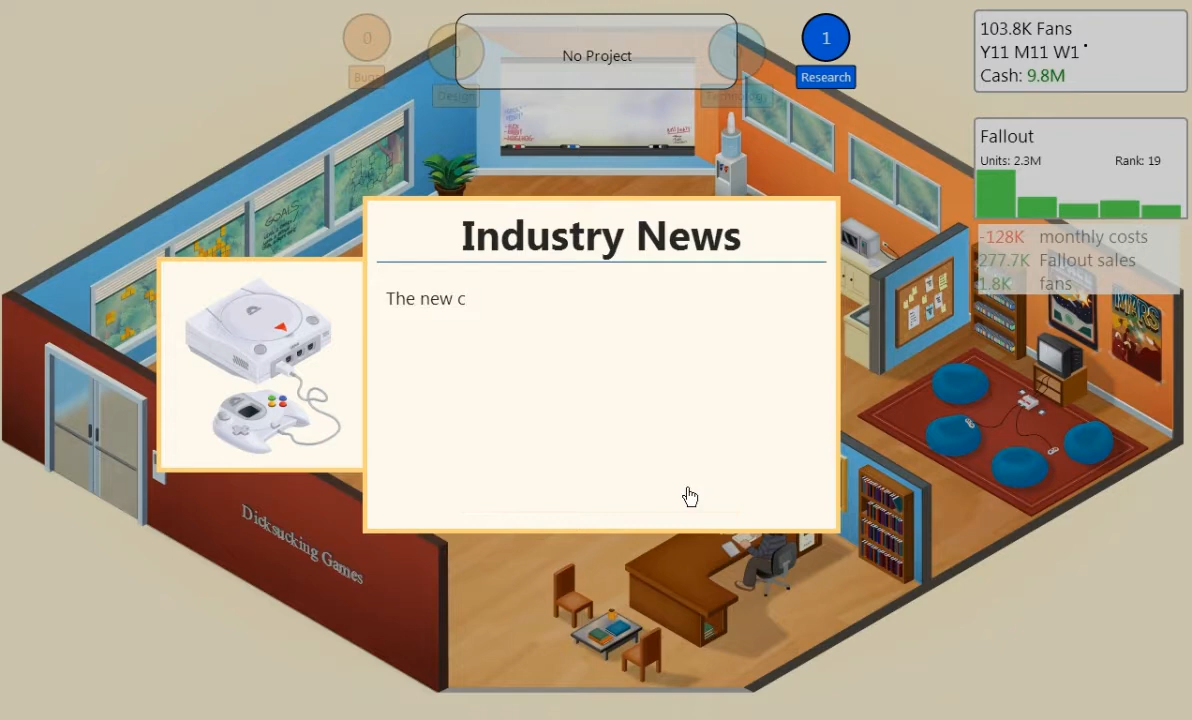 0
Bugs
Design
No Project
Technology
1
Research
103.8K Fans
Y11 M11 W1
Cash: 9.8M
Fallout
Units: 2.3M Rank: 19
-128K monthly costs
277.7K Fallout sales
1.8K fans
GOALS
Industry News
The new c
Dicksucking Games